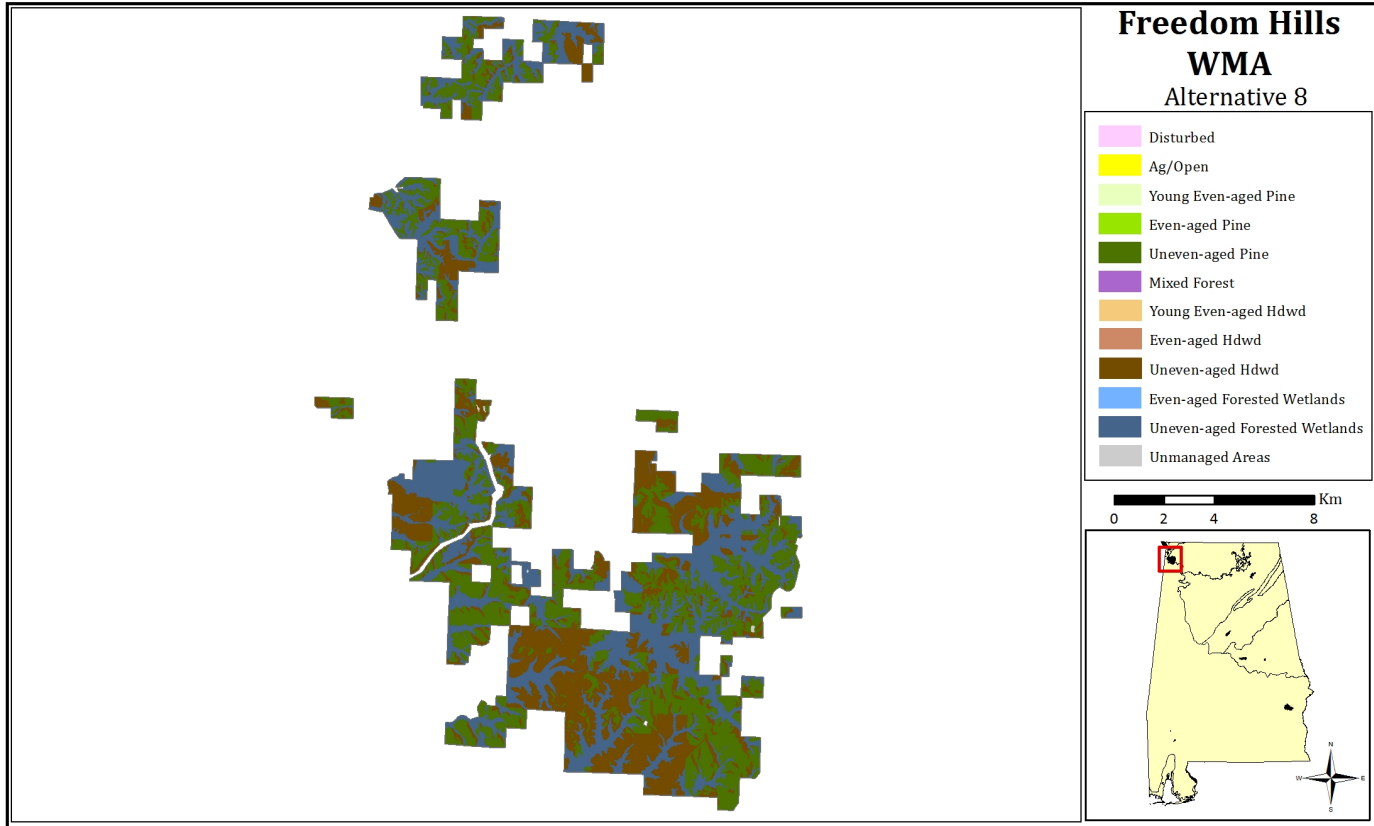 Freedom Hills
WMA
Alternative 8
Disturbed
Ag/Open
Young Even-aged Pine
Even-aged Pine
Uneven-aged Pine
Mixed Forest
Young Even-aged Hdwd
Even-aged Hdwd
Uneven-aged Hdwd
Even-aged Forested Wetlands
Uneven-aged Forested Wetlands
Unmanaged Areas
Km
0 2 4 8
N
W E
S